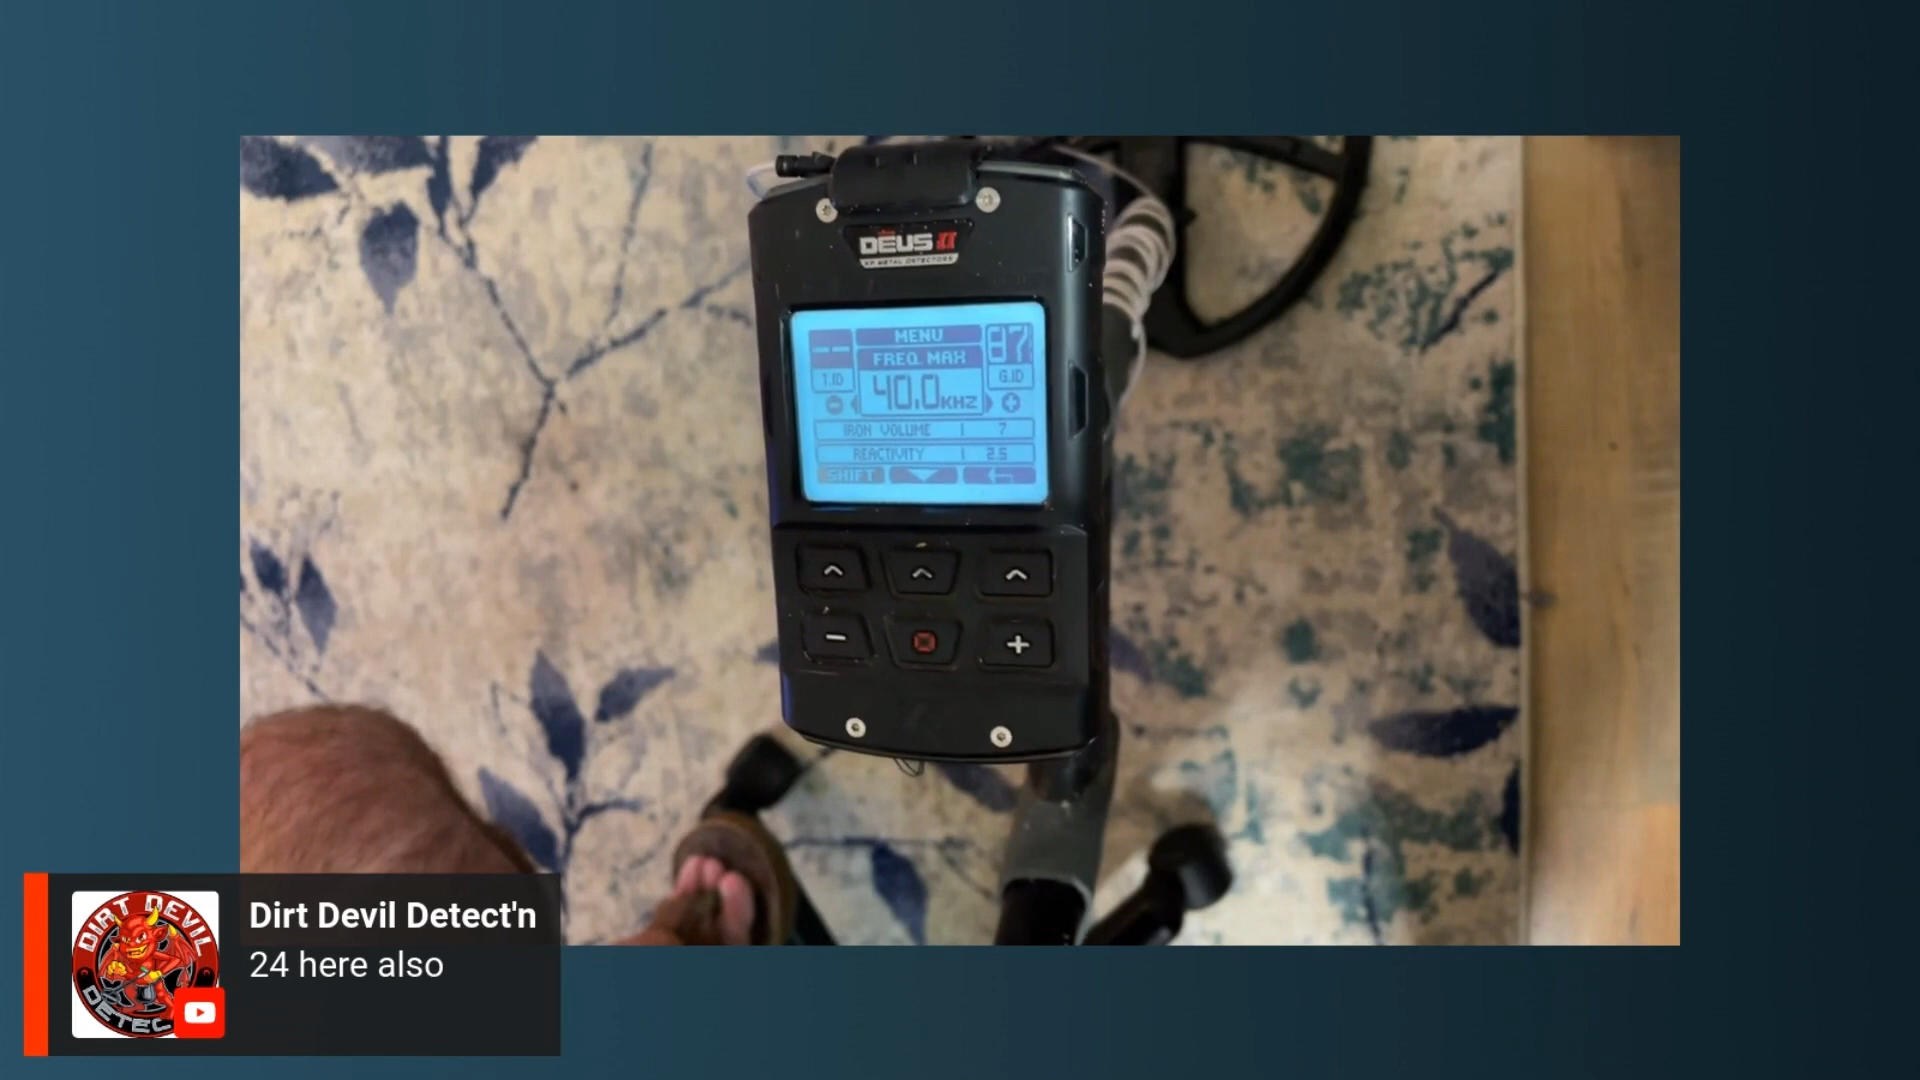 DEUS II
XP METAL DETECTORS
MENU
FREQ. MAX
-- 87
T.ID 40.0KHZ G.ID
IRON VOLUME | 7
REACTIVITY | 2.5
SHIFT
DIRT DEVIL
DETEC
Dirt Devil Detect'n
24 here also